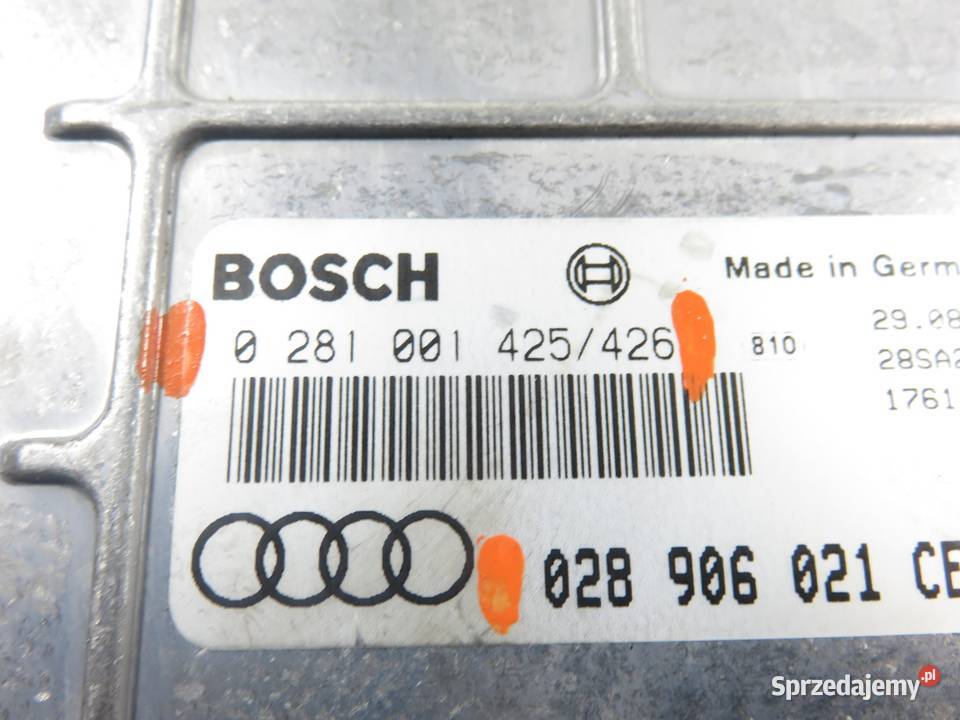 BOSCH
Made in Germ
0 281 001 425/426
810
29.08
28SA2
1761
028 906 021 CE
Sprzedajemy.pl